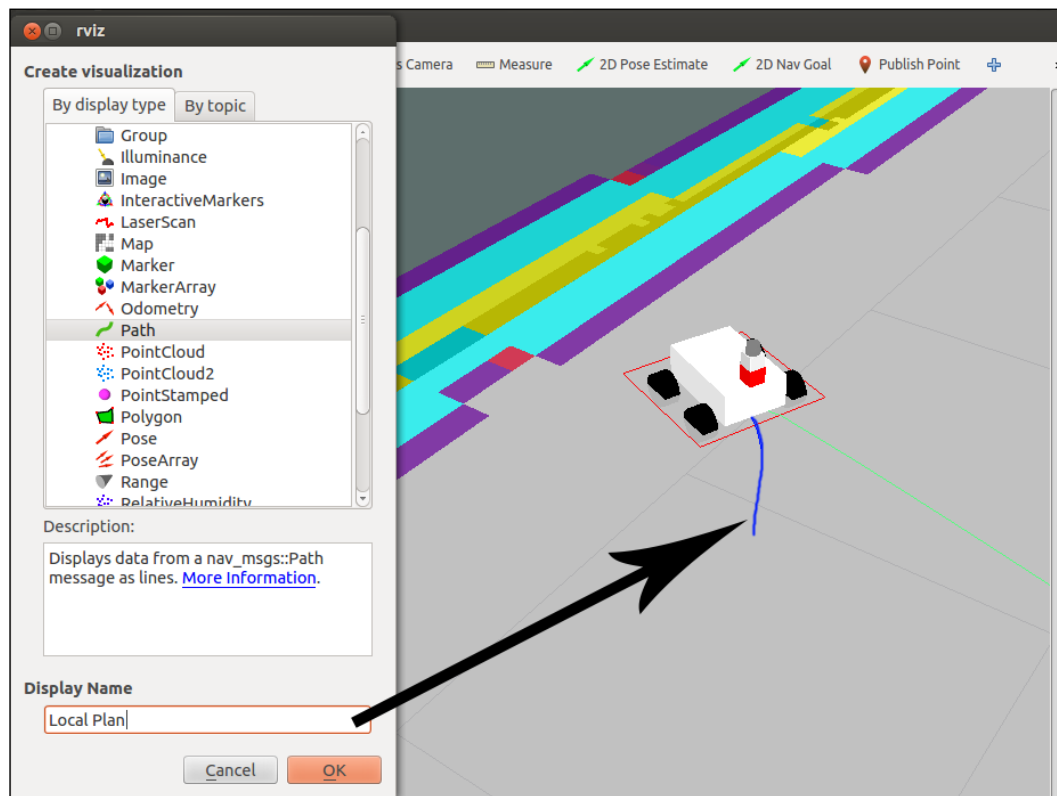 rviz
s Camera
Measure
2D Pose Estimate
2D Nav Goal
Publish Point
Create visualization
By display type
By topic
Group
Illuminance
Image
InteractiveMarkers
LaserScan
Map
Marker
MarkerArray
Odometry
Path
PointCloud
PointCloud2
PointStamped
Polygon
Pose
PoseArray
Range
RelativeHumidity
Description:
Displays data from a nav_msgs::Path
message as lines. More Information.
Display Name
Local Plan
Cancel
OK